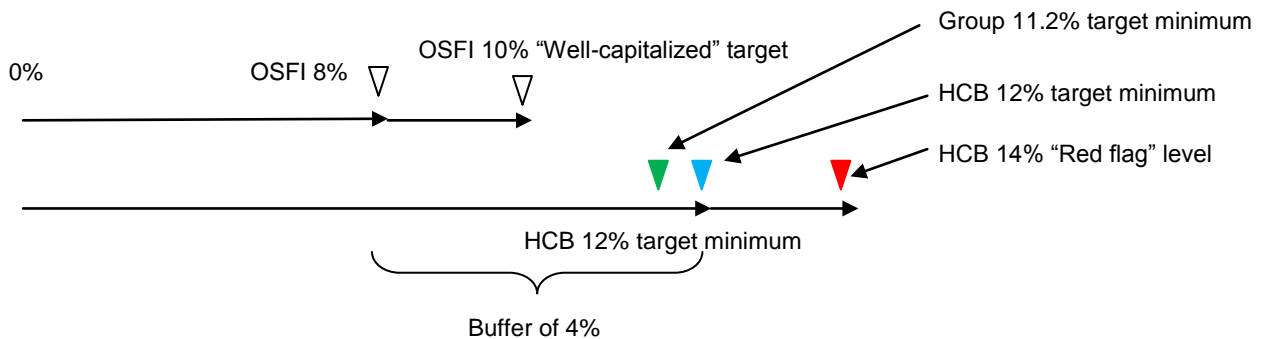 Group 11.2% target minimum
OSFI 10% “Well-capitalized” target
0%
OSFI 8%
HCB 12% target minimum
HCB 14% “Red flag” level
HCB 12% target minimum
Buffer of 4%